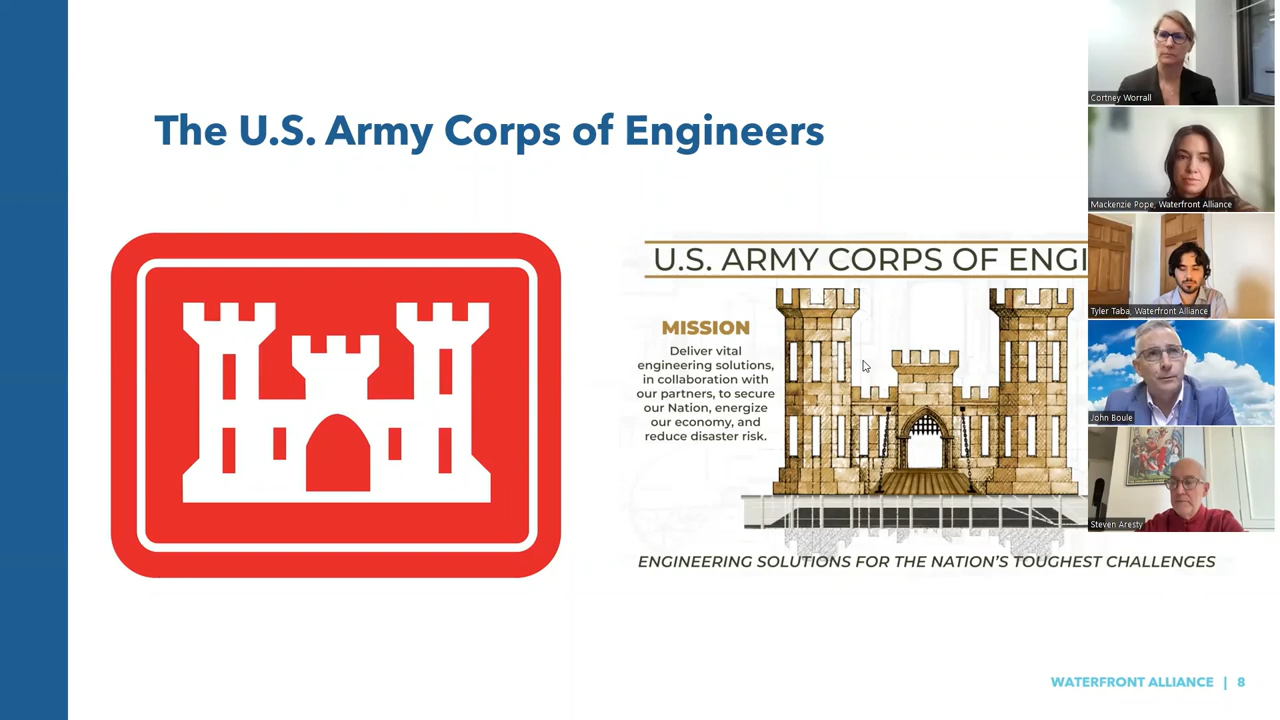 The U.S. Army Corps of Engineers
U.S. ARMY CORPS OF ENGI
MISSION
Deliver vital
engineering solutions,
in collaboration with
our partners, to secure
our Nation, energize
our economy, and
reduce disaster risk.
ENGINEERING SOLUTIONS FOR THE NATION'S TOUGHEST CHALLENGES
WATERFRONT ALLIANCE | 8
Cortney Worrall
Mackenzie Pope, Waterfront Alliance
Tyler Taba, Waterfront Alliance
John Boule
Steven Aresty